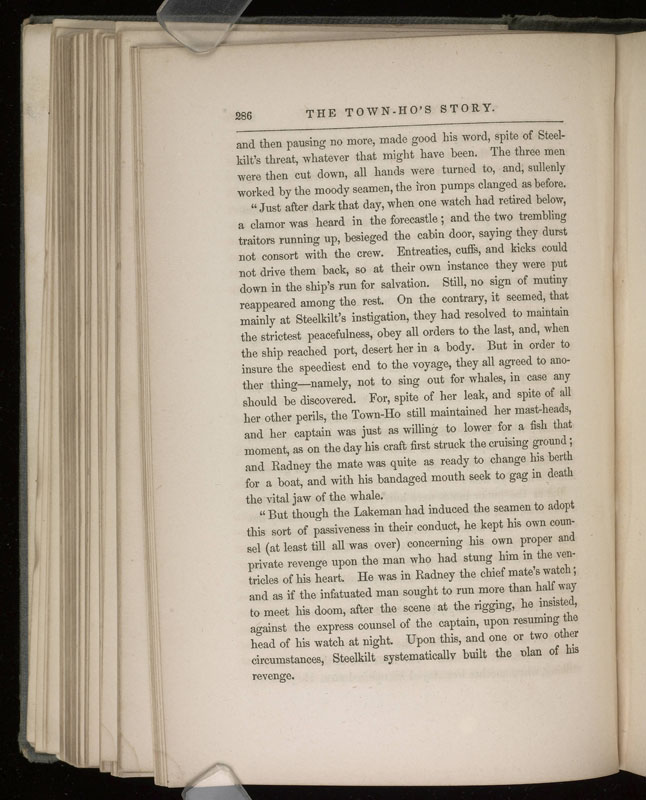 286 THE TOWN-HO'S STORY.
and then pausing no more, made good his word, spite of Steel-
kilt's threat, whatever that might have been. The three men
were then cut down, all hands were turned to, and, sullenly
worked by the moody seamen, the iron pumps clanged as before.
“Just after dark that day, when one watch had retired below,
a clamor was heard in the forecastle; and the two trembling
traitors running up, besieged the cabin door, saying they durst
not consort with the crew. Entreaties, cuffs, and kicks could
not drive them back, so at their own instance they were put
down in the ship's run for salvation. Still, no sign of mutiny
reappeared among the rest. On the contrary, it seemed, that
mainly at Steelkilt's instigation, they had resolved to maintain
the strictest peacefulness, obey all orders to the last, and, when
the ship reached port, desert her in a body. But in order to
insure the speediest end to the voyage, they all agreed to ano-
ther thing—namely, not to sing out for whales, in case any
should be discovered. For, spite of her leak, and spite of all
her other perils, the Town-Ho still maintained her mast-heads,
and her captain was just as willing to lower for a fish that
moment, as on the day his craft first struck the cruising ground;
and Radney the mate was quite as ready to change his berth
for a boat, and with his bandaged mouth seek to gag in death
the vital jaw of the whale.
“But though the Lakeman had induced the seamen to adopt
this sort of passiveness in their conduct, he kept his own coun-
sel (at least till all was over) concerning his own proper and
private revenge upon the man who had stung him in the ven-
tricles of his heart. He was in Radney the chief mate's watch;
and as if the infatuated man sought to run more than half way
to meet his doom, after the scene at the rigging, he insisted,
against the express counsel of the captain, upon resuming the
head of his watch at night. Upon this, and one or two other
circumstances, Steelkilt systematically built the plan of his
revenge.